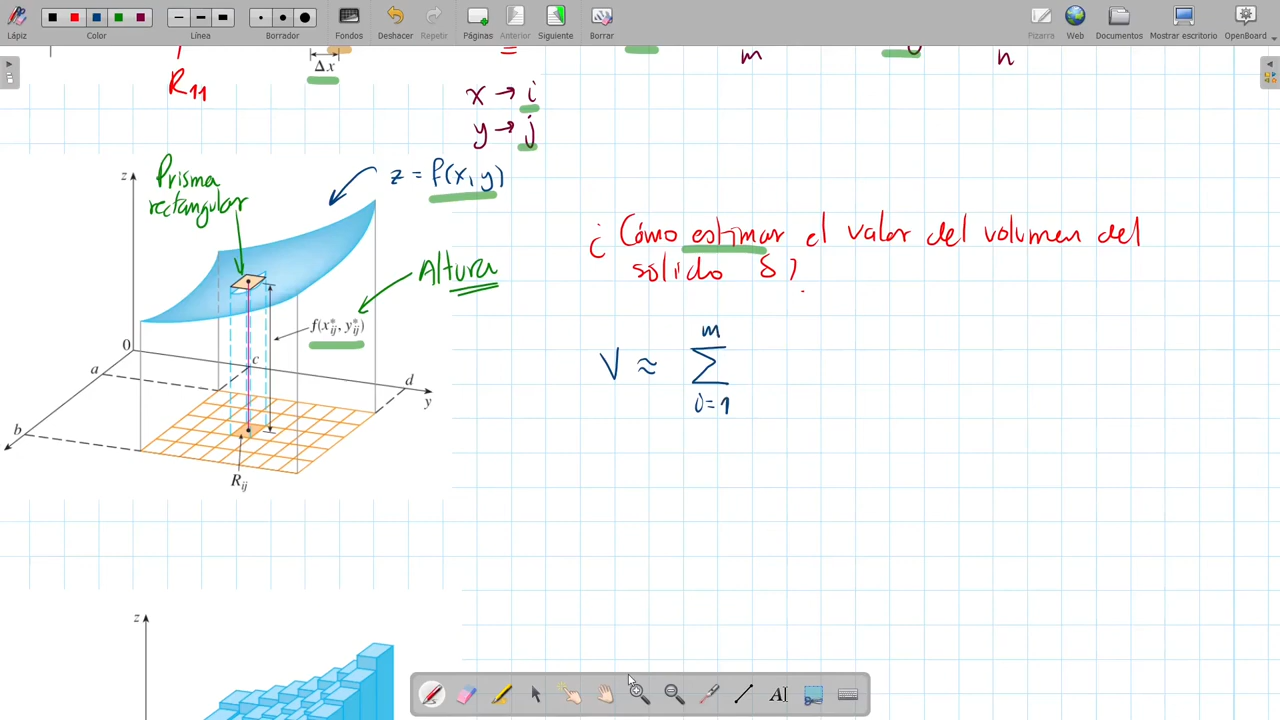 Lápiz
Color
Línea
Borrador
Fondos
Deshacer
Repetir
Páginas
Anterior
Siguiente
Borrar
Pizarra
Web
Documentos
Mostrar escritorio
OpenBoard
Δx
R11
m
n
x → i
y → j
z
Prisma
rectangular
z = f(x,y)
Altura
f(x*ij, y*ij)
0
a
b
c
d
y
Rij
¿Cómo estimar el valor del volumen del
sólido S?
m
V ≈ ∑
i=1
z